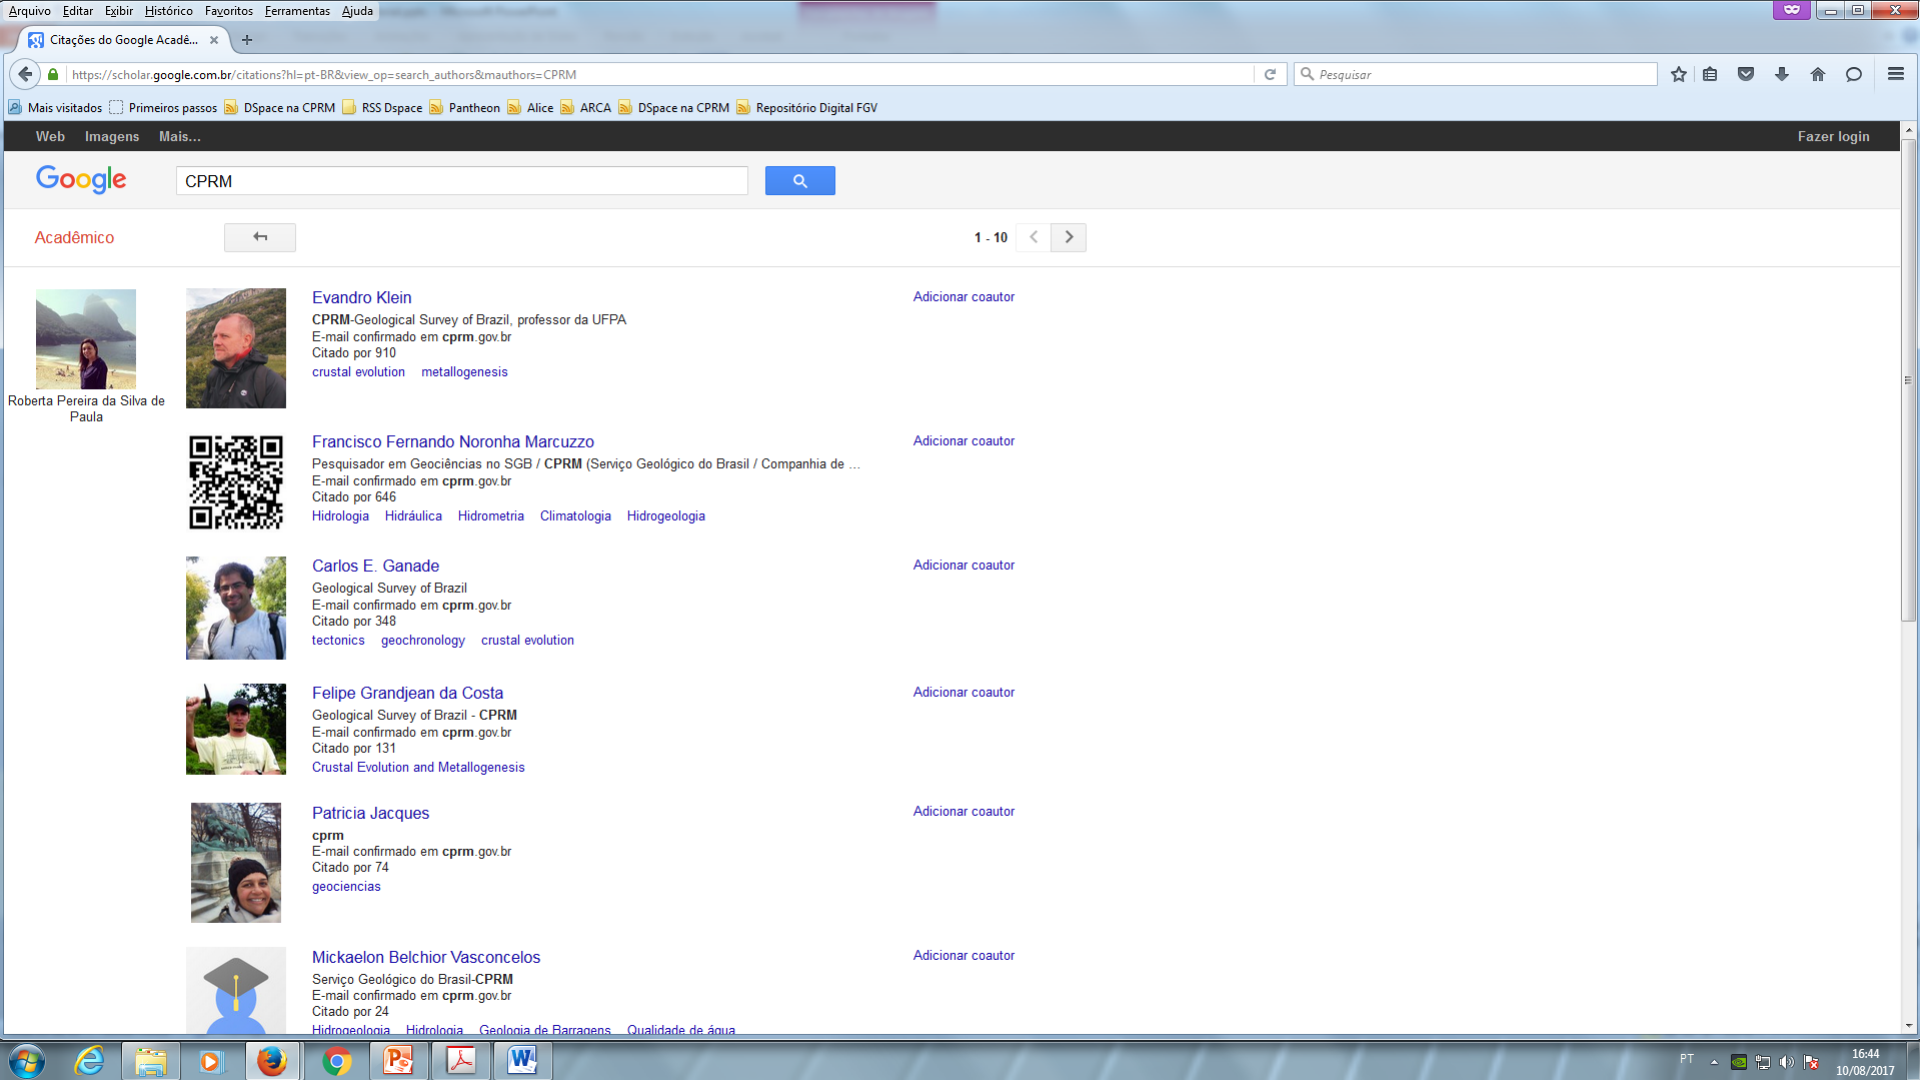 Arquivo Editar Exibir Histórico Favoritos Ferramentas Ajuda
Citações do Google Acadê...
https://scholar.google.com.br/citations?hl=pt-BR&view_op=search_authors&mauthors=CPRM
Pesquisar
Mais visitados Primeiros passos DSpace na CPRM RSS Dspace Pantheon Alice ARCA DSpace na CPRM Repositório Digital FGV
Web Imagens Mais... Fazer login
Google CPRM
Acadêmico 1 - 10
Roberta Pereira da Silva de
Paula
Evandro Klein Adicionar coautor
CPRM-Geological Survey of Brazil, professor da UFPA
E-mail confirmado em cprm.gov.br
Citado por 910
crustal evolution metallogenesis
Francisco Fernando Noronha Marcuzzo Adicionar coautor
Pesquisador em Geociências no SGB / CPRM (Serviço Geológico do Brasil / Companhia de ...
E-mail confirmado em cprm.gov.br
Citado por 646
Hidrologia Hidráulica Hidrometria Climatologia Hidrogeologia
Carlos E. Ganade Adicionar coautor
Geological Survey of Brazil
E-mail confirmado em cprm.gov.br
Citado por 348
tectonics geochronology crustal evolution
Felipe Grandjean da Costa Adicionar coautor
Geological Survey of Brazil - CPRM
E-mail confirmado em cprm.gov.br
Citado por 131
Crustal Evolution and Metallogenesis
Patricia Jacques Adicionar coautor
cprm
E-mail confirmado em cprm.gov.br
Citado por 74
geociencias
Mickaelon Belchior Vasconcelos Adicionar coautor
Serviço Geológico do Brasil-CPRM
E-mail confirmado em cprm.gov.br
Citado por 24
Hidrogeologia Hidrologia Geologia de Barragens Qualidade de água
PT 16:44
10/08/2017